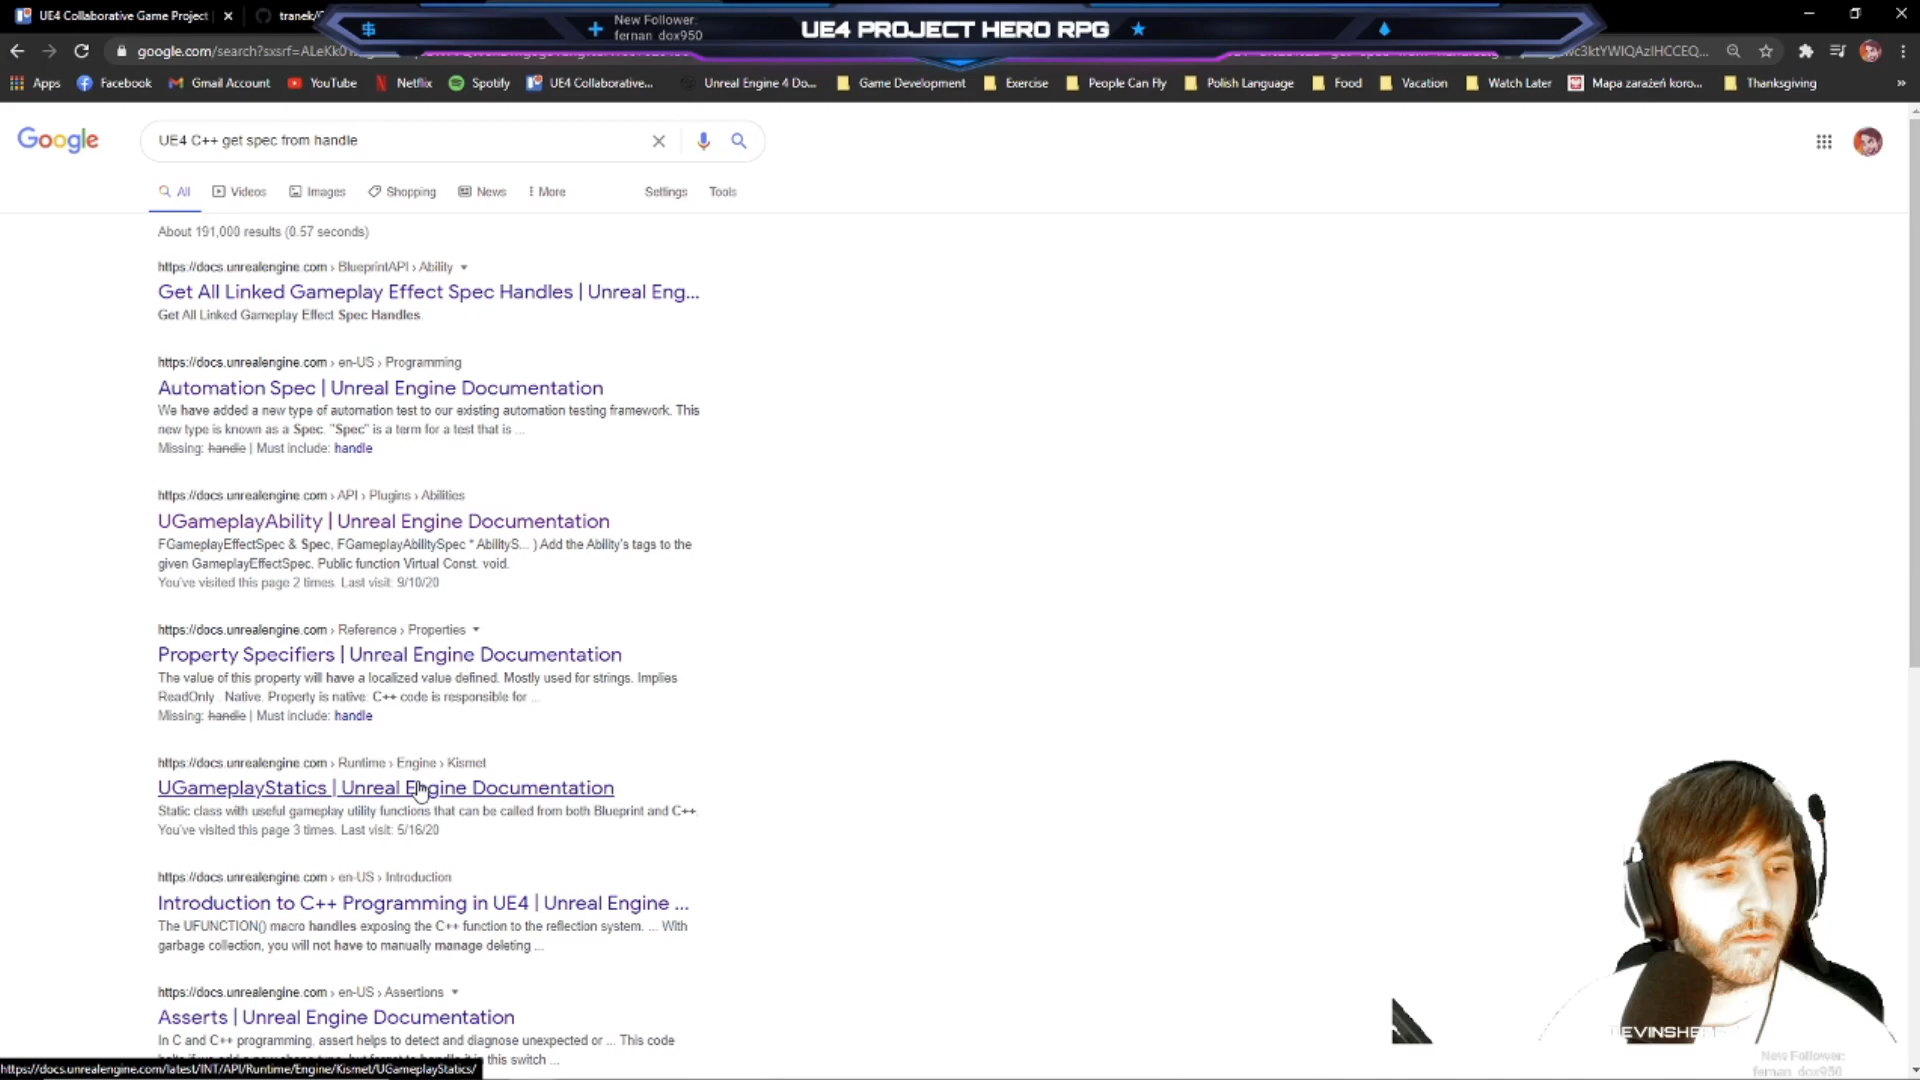 UE4 Collaborative Game Project
tranek/
New Follower:
fernan_dox950
UE4 PROJECT HERO RPG
google.com/search?sxsrf=ALeKk0
wc3ktYWIQAzIHCCEQ...
Apps Facebook Gmail Account YouTube Netflix Spotify UE4 Collaborative... Unreal Engine 4 Do... Game Development Exercise People Can Fly Polish Language Food Vacation Watch Later Mapa zarażeń koro... Thanksgiving »
Google
UE4 C++ get spec from handle
All Videos Images Shopping News More Settings Tools
About 191,000 results (0.57 seconds)
https://docs.unrealengine.com › BlueprintAPI › Ability
Get All Linked Gameplay Effect Spec Handles | Unreal Eng...
Get All Linked Gameplay Effect Spec Handles.
https://docs.unrealengine.com › en-US › Programming
Automation Spec | Unreal Engine Documentation
We have added a new type of automation test to our existing automation testing framework. This
new type is known as a Spec. "Spec" is a term for a test that is ...
Missing: handle | Must include: handle
https://docs.unrealengine.com › API › Plugins › Abilities
UGameplayAbility | Unreal Engine Documentation
FGameplayEffectSpec & Spec, FGameplayAbilitySpec * AbilityS... ) Add the Ability's tags to the
given GameplayEffectSpec. Public function Virtual Const. void.
You've visited this page 2 times. Last visit: 9/10/20
https://docs.unrealengine.com › Reference › Properties
Property Specifiers | Unreal Engine Documentation
The value of this property will have a localized value defined. Mostly used for strings. Implies
ReadOnly . Native. Property is native: C++ code is responsible for ...
Missing: handle | Must include: handle
https://docs.unrealengine.com › Runtime › Engine › Kismet
UGameplayStatics | Unreal Engine Documentation
Static class with useful gameplay utility functions that can be called from both Blueprint and C++.
You've visited this page 3 times. Last visit: 5/16/20
https://docs.unrealengine.com › en-US › Introduction
Introduction to C++ Programming in UE4 | Unreal Engine ...
The UFUNCTION() macro handles exposing the C++ function to the reflection system. ... With
garbage collection, you will not have to manually manage deleting ...
https://docs.unrealengine.com › en-US › Assertions
Asserts | Unreal Engine Documentation
In C and C++ programming, assert helps to detect and diagnose unexpected or ... This code
this switch ...
https://docs.unrealengine.com/latest/INT/API/Runtime/Engine/Kismet/UGameplayStatics/
New Follower:
fernan_dox950